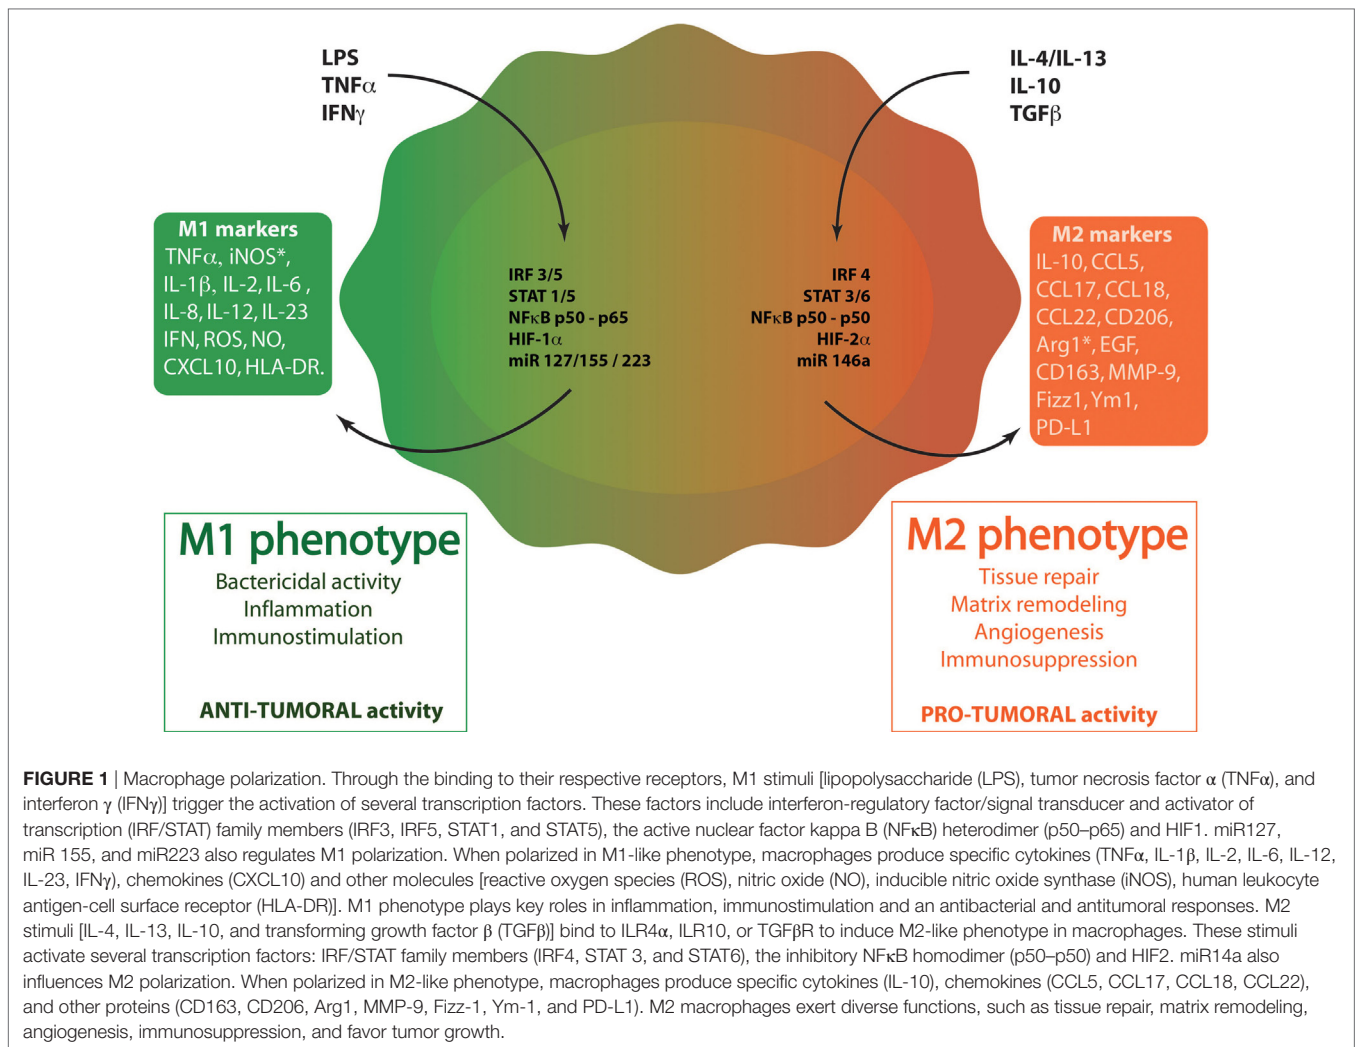 LPS
TNFα
IFNγ
IL-4/IL-13
IL-10
TGFβ
M1 markers
TNFα, iNOS*,
IL-1β, IL-2, IL-6 ,
IL-8, IL-12, IL-23
IFN, ROS, NO,
CXCL10, HLA-DR.
IRF 3/5
STAT 1/5
NFκB p50 - p65
HIF-1α
miR 127/155 / 223
IRF 4
STAT 3/6
NFκB p50 - p50
HIF-2α
miR 146a
M2 markers
IL-10, CCL5,
CCL17, CCL18,
CCL22, CD206,
Arg1*, EGF,
CD163, MMP-9,
Fizz1, Ym1,
PD-L1
M1 phenotype
Bactericidal activity
Inflammation
Immunostimulation
ANTI-TUMORAL activity
M2 phenotype
Tissue repair
Matrix remodeling
Angiogenesis
Immunosuppression
PRO-TUMORAL activity
FIGURE 1 | Macrophage polarization. Through the binding to their respective receptors, M1 stimuli [lipopolysaccharide (LPS), tumor necrosis factor α (TNFα), and
interferon γ (IFNγ)] trigger the activation of several transcription factors. These factors include interferon-regulatory factor/signal transducer and activator of
transcription (IRF/STAT) family members (IRF3, IRF5, STAT1, and STAT5), the active nuclear factor kappa B (NFκB) heterodimer (p50–p65) and HIF1. miR127,
miR 155, and miR223 also regulates M1 polarization. When polarized in M1-like phenotype, macrophages produce specific cytokines (TNFα, IL-1β, IL-2, IL-6, IL-12,
IL-23, IFNγ), chemokines (CXCL10) and other molecules [reactive oxygen species (ROS), nitric oxide (NO), inducible nitric oxide synthase (iNOS), human leukocyte
antigen-cell surface receptor (HLA-DR)]. M1 phenotype plays key roles in inflammation, immunostimulation and an antibacterial and antitumoral responses. M2
stimuli [IL-4, IL-13, IL-10, and transforming growth factor β (TGFβ)] bind to ILR4α, ILR10, or TGFβR to induce M2-like phenotype in macrophages. These stimuli
activate several transcription factors: IRF/STAT family members (IRF4, STAT 3, and STAT6), the inhibitory NFκB homodimer (p50–p50) and HIF2. miR14a also
influences M2 polarization. When polarized in M2-like phenotype, macrophages produce specific cytokines (IL-10), chemokines (CCL5, CCL17, CCL18, CCL22),
and other proteins (CD163, CD206, Arg1, MMP-9, Fizz-1, Ym-1, and PD-L1). M2 macrophages exert diverse functions, such as tissue repair, matrix remodeling,
angiogenesis, immunosuppression, and favor tumor growth.